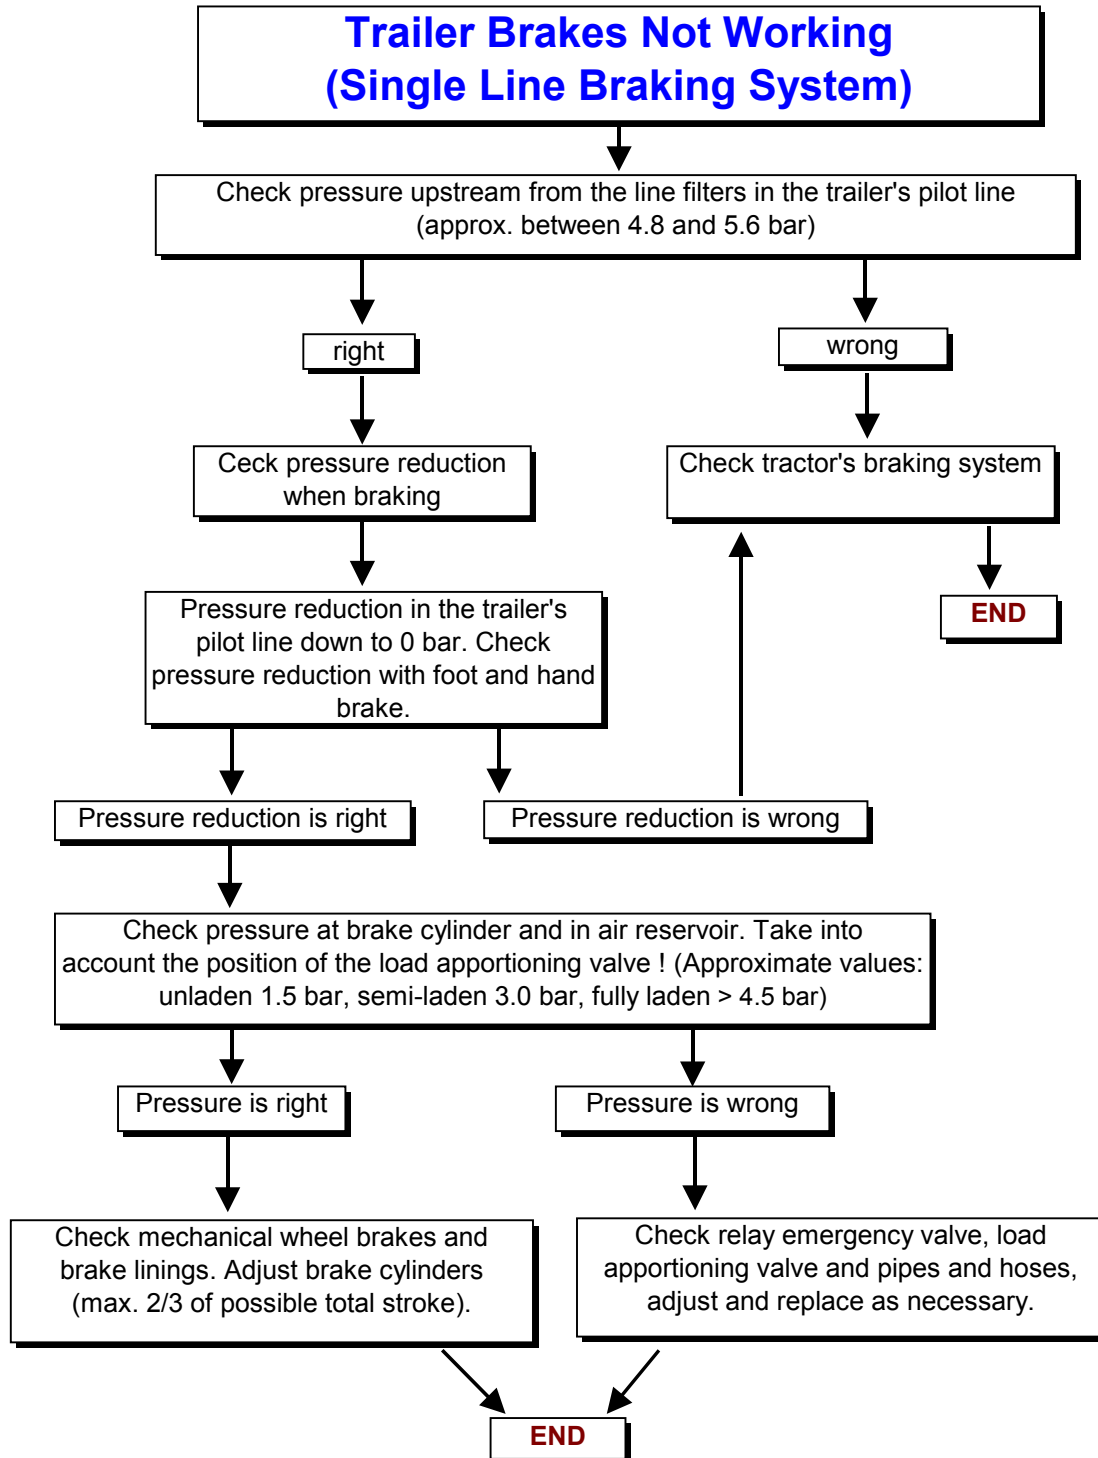 Trailer Brakes Not Working
(Single Line Braking System)
Check pressure upstream from the line filters in the trailer's pilot line
(approx. between 4.8 and 5.6 bar)
right
wrong
Ceck pressure reduction
when braking
Check tractor's braking system
Pressure reduction in the trailer's
pilot line down to 0 bar. Check
pressure reduction with foot and hand
brake.
END
Pressure reduction is right
Pressure reduction is wrong
Check pressure at brake cylinder and in air reservoir. Take into
account the position of the load apportioning valve ! (Approximate values:
unladen 1.5 bar, semi-laden 3.0 bar, fully laden > 4.5 bar)
Pressure is right
Pressure is wrong
Check mechanical wheel brakes and
brake linings. Adjust brake cylinders
(max. 2/3 of possible total stroke).
Check relay emergency valve, load
apportioning valve and pipes and hoses,
adjust and replace as necessary.
END